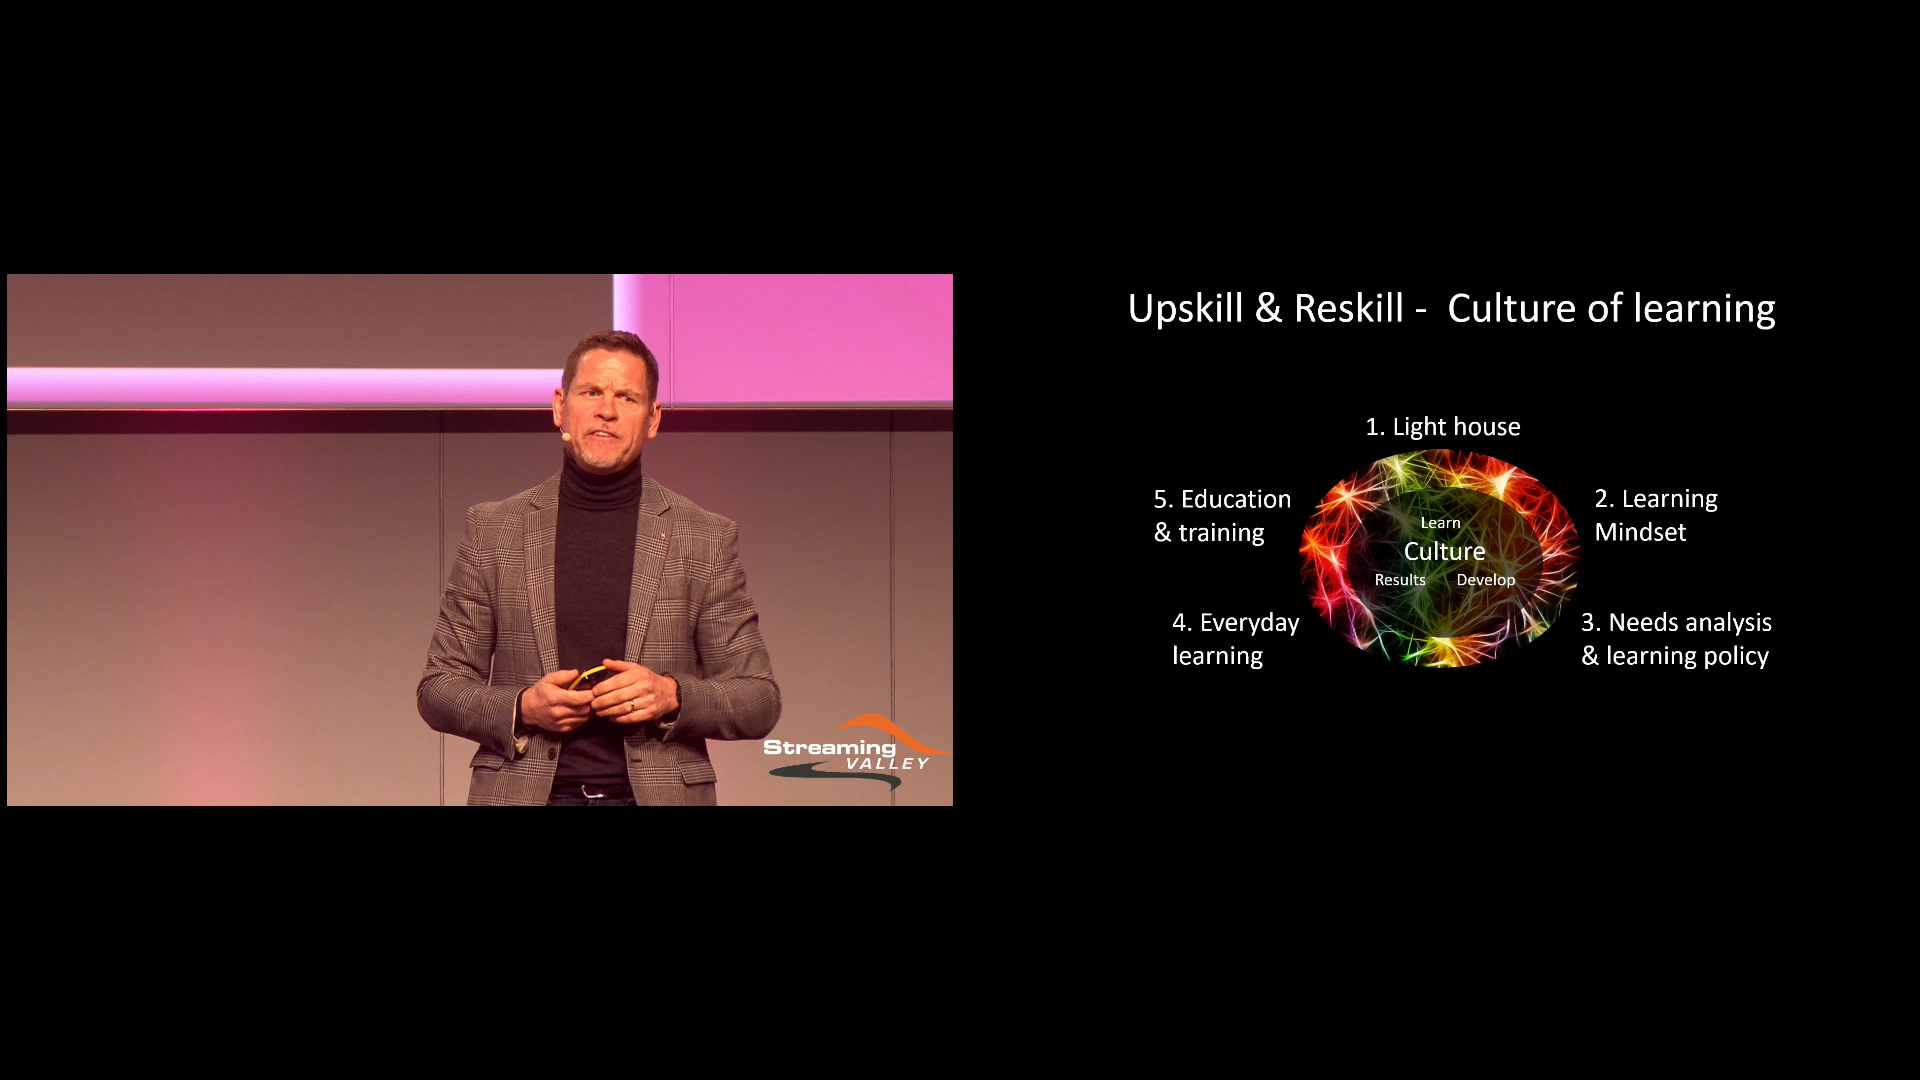 Streaming
VALLEY
Upskill & Reskill - Culture of learning
1. Light house
2. Learning
Mindset
3. Needs analysis
& learning policy
4. Everyday
learning
5. Education
& training
Learn
Culture
Results Develop